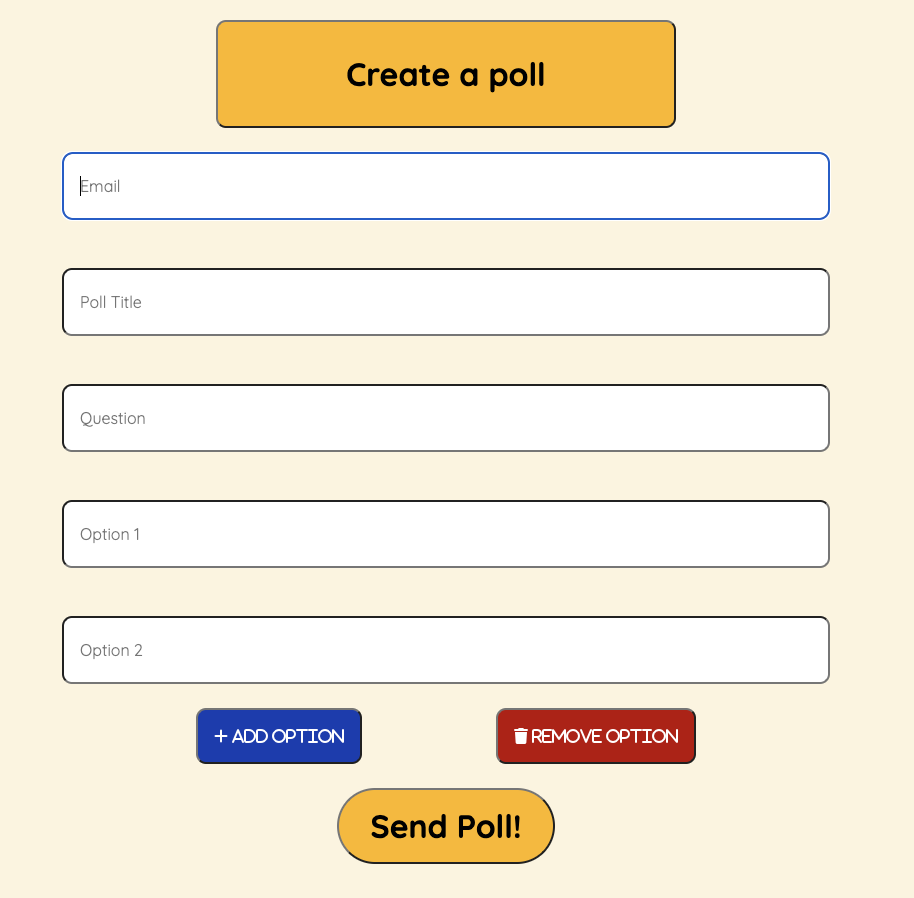 Create a poll
Email
Poll Title
Question
Option 1
Option 2
+ ADD OPTION
REMOVE OPTION
Send Poll!